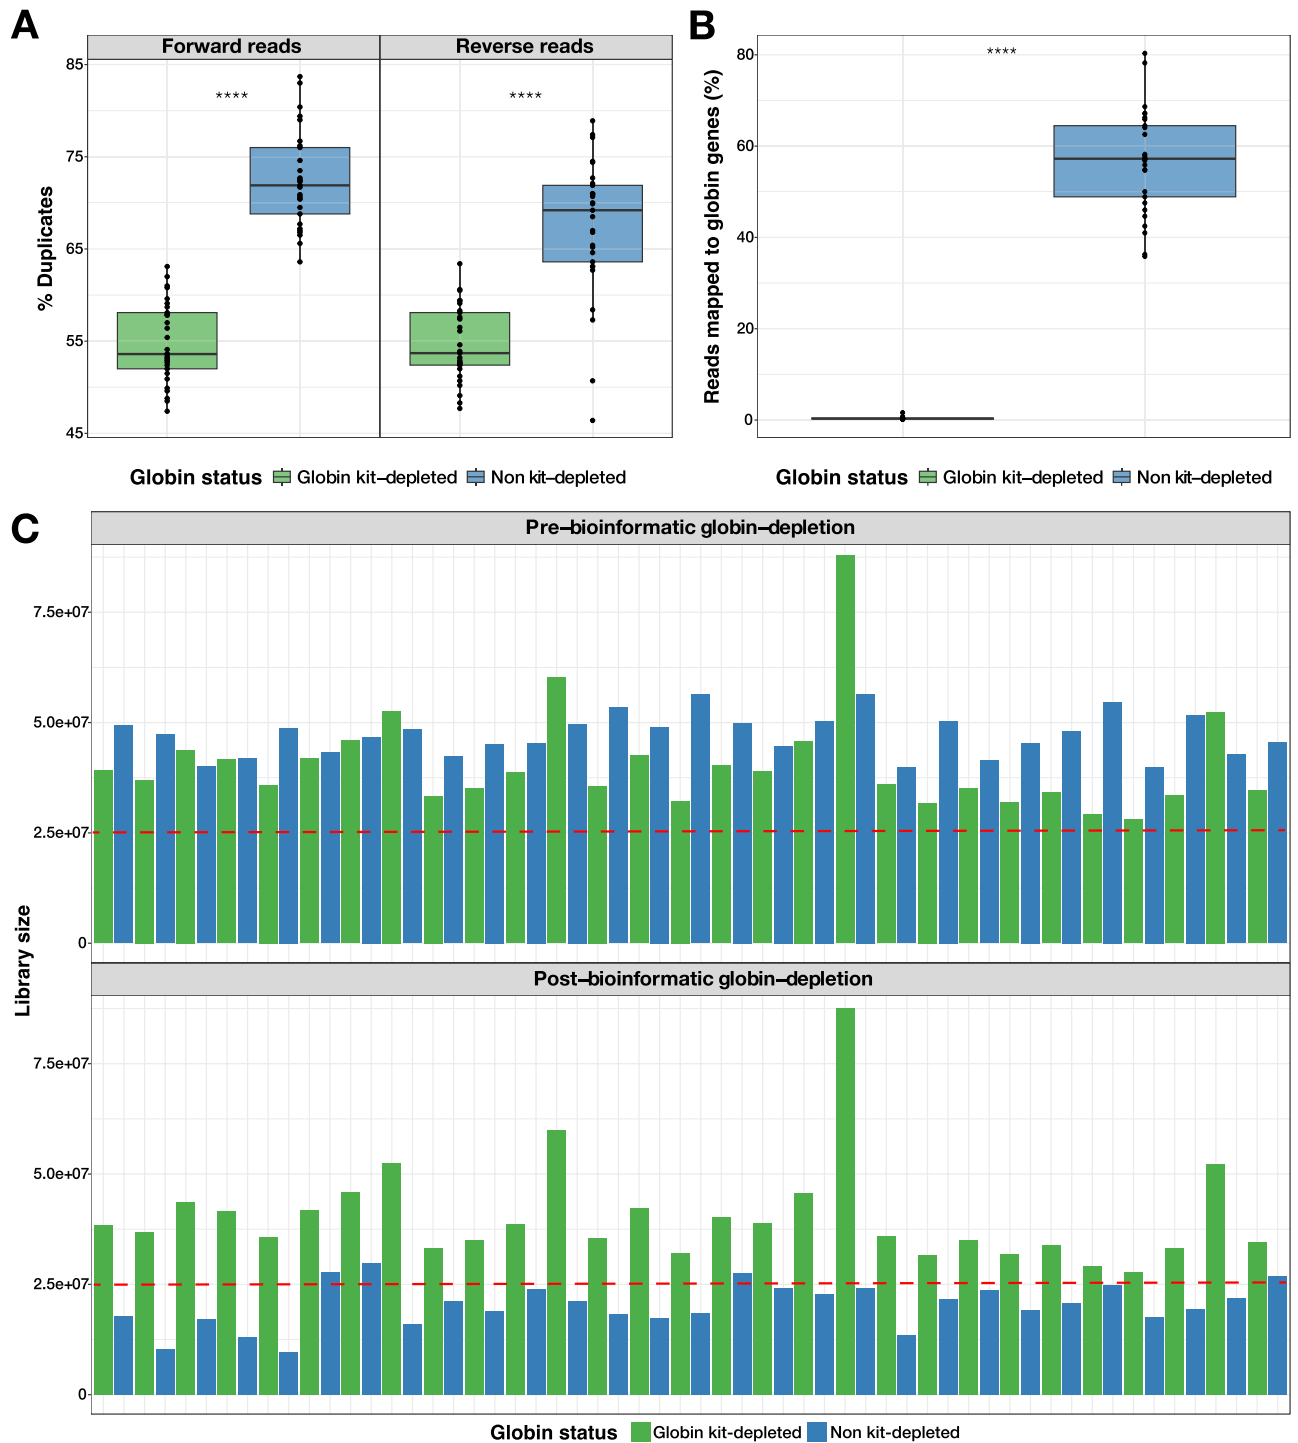 A
Forward reads
Reverse reads
85
75
65
55
45
% Duplicates
****
****
Globin status Globin kit–depleted Non kit–depleted
B
80
60
40
20
0
Reads mapped to globin genes (%)
****
Globin status Globin kit–depleted Non kit–depleted
C
Pre–bioinformatic globin–depletion
7.5e+07
5.0e+07
2.5e+07
0
Library size
Post–bioinformatic globin–depletion
7.5e+07
5.0e+07
2.5e+07
0
Globin status Globin kit-depleted Non kit-depleted